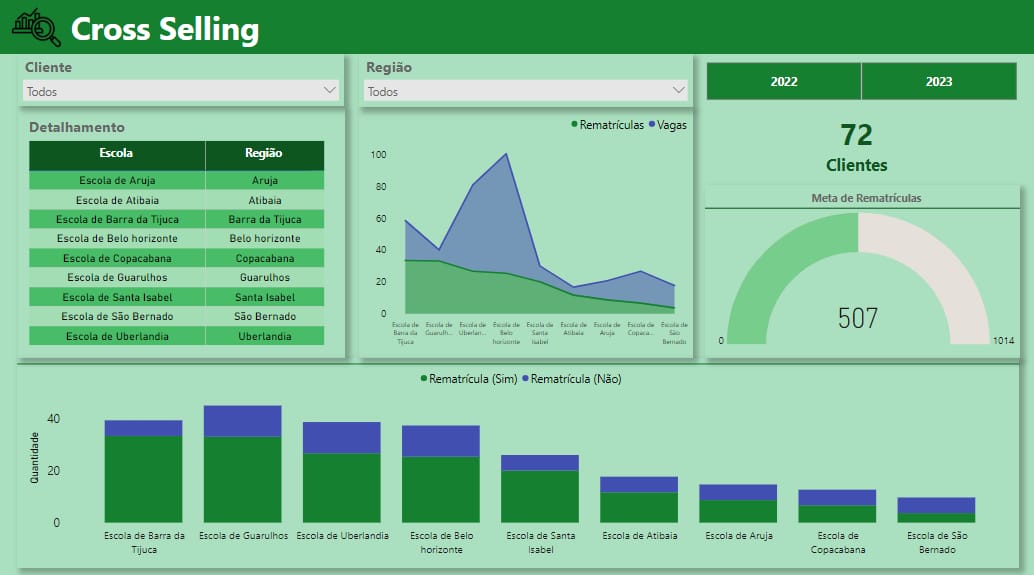 Cross Selling
Cliente
Todos
Região
Todos
2022
2023
Detalhamento
Escola Região
Escola de Aruja Aruja
Escola de Atibaia Atibaia
Escola de Barra da Tijuca Barra da Tijuca
Escola de Belo horizonte Belo horizonte
Escola de Copacabana Copacabana
Escola de Guarulhos Guarulhos
Escola de Santa Isabel Santa Isabel
Escola de São Bernado São Bernado
Escola de Uberlandia Uberlandia
Rematrículas Vagas
100
80
60
40
20
0
Escola de Barra da Tijuca
Escola de Guarulh...
Escola de Uberlan...
Escola de Belo horizonte
Escola de Santa Isabel
Escola de Atibaia
Escola de Aruja
Escola de Copaca...
Escola de São Bernado
72
Clientes
Meta de Rematrículas
507
0
1014
Rematrícula (Sim) Rematrícula (Não)
Quantidade
40
20
0
Escola de Barra da Tijuca
Escola de Guarulhos
Escola de Uberlandia
Escola de Belo horizonte
Escola de Santa Isabel
Escola de Atibaia
Escola de Aruja
Escola de Copacabana
Escola de São Bernado